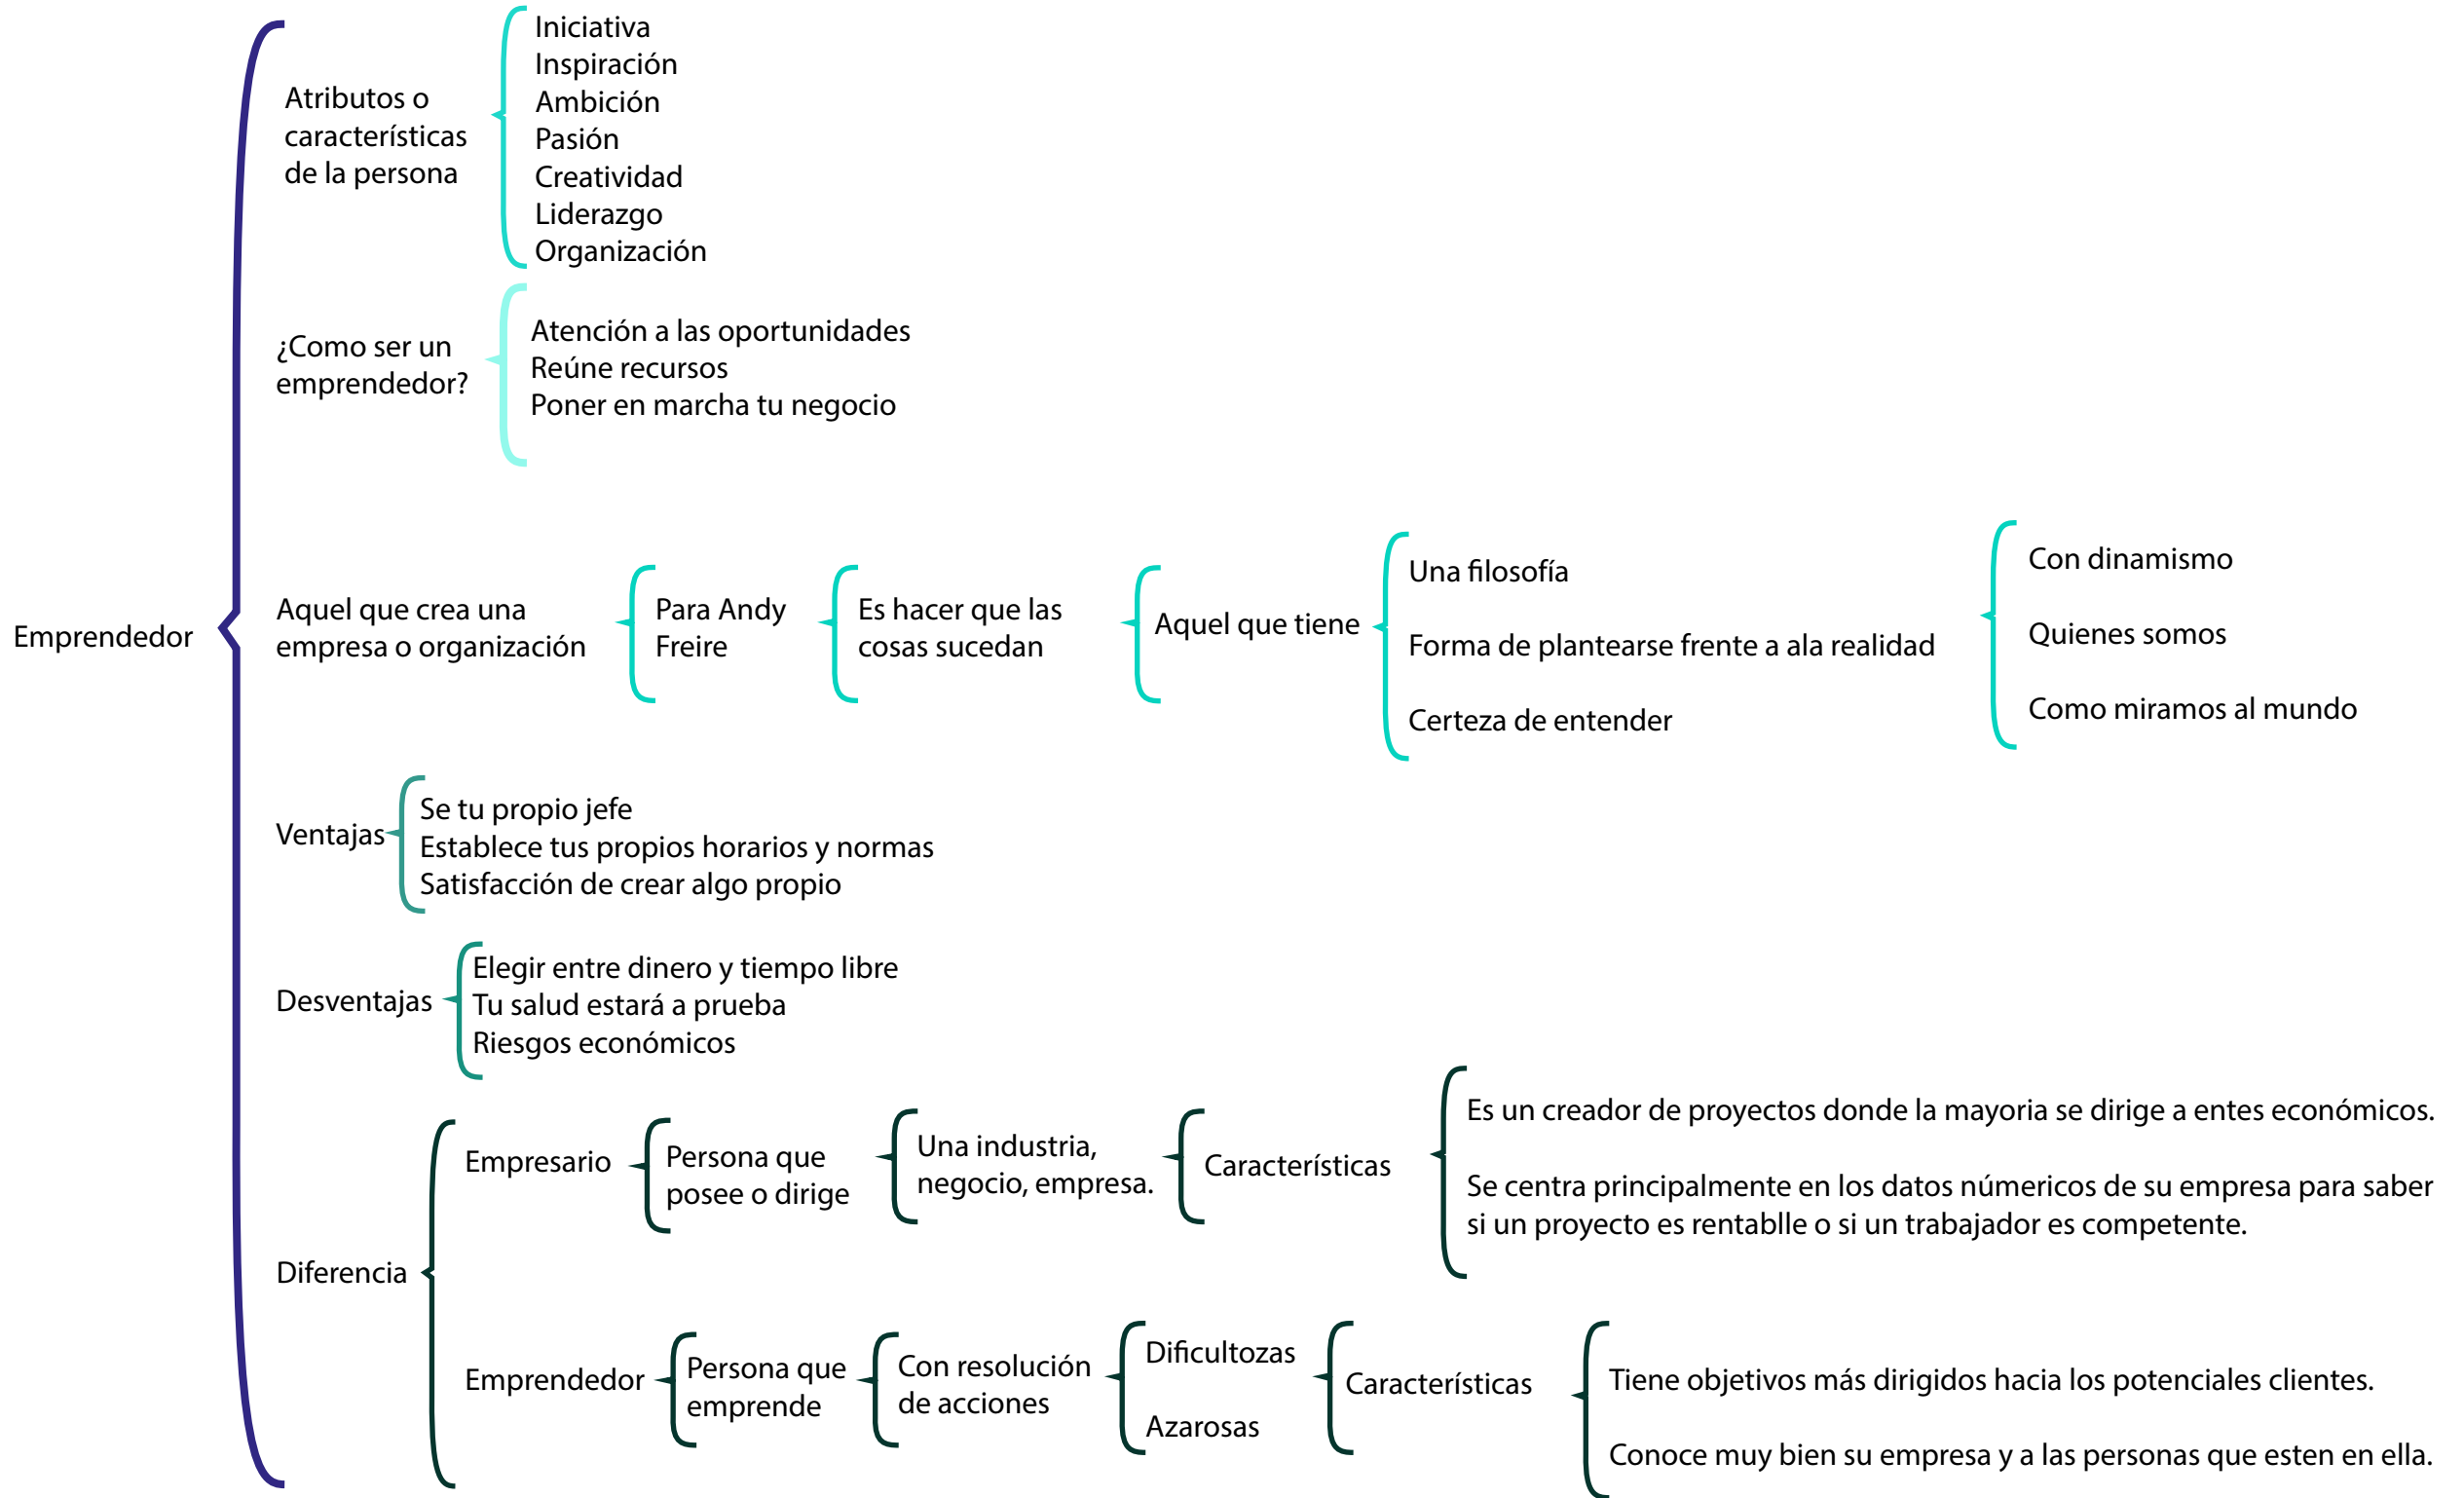 Emprendedor
Atributos o
características
de la persona
Iniciativa
Inspiración
Ambición
Pasión
Creatividad
Liderazgo
Organización
¿Como ser un
emprendedor?
Atención a las oportunidades
Reúne recursos
Poner en marcha tu negocio
Aquel que crea una
empresa o organización
Para Andy
Freire
Es hacer que las
cosas sucedan
Aquel que tiene
Una filosofía
Forma de plantearse frente a ala realidad
Certeza de entender
Con dinamismo
Quienes somos
Como miramos al mundo
Ventajas
Se tu propio jefe
Establece tus propios horarios y normas
Satisfacción de crear algo propio
Desventajas
Elegir entre dinero y tiempo libre
Tu salud estará a prueba
Riesgos económicos
Diferencia
Empresario
Persona que
posee o dirige
Una industria,
negocio, empresa.
Características
Es un creador de proyectos donde la mayoria se dirige a entes económicos.
Se centra principalmente en los datos númericos de su empresa para saber
si un proyecto es rentablle o si un trabajador es competente.
Emprendedor
Persona que
emprende
Con resolución
de acciones
Dificultozas
Azarosas
Características
Tiene objetivos más dirigidos hacia los potenciales clientes.
Conoce muy bien su empresa y a las personas que esten en ella.